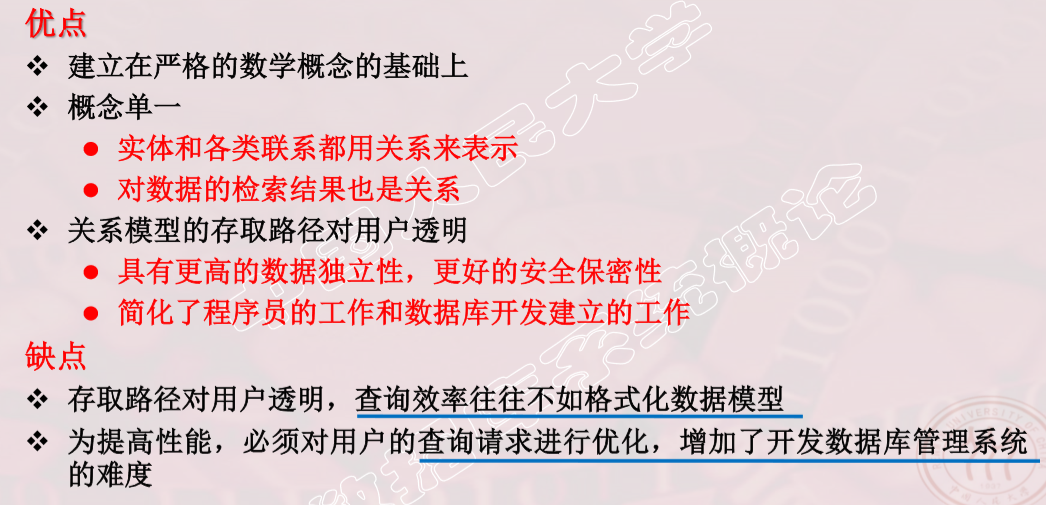 优点
❖ 建立在严格的数学概念的基础上
❖ 概念单一
● 实体和各类联系都用关系来表示
● 对数据的检索结果也是关系
❖ 关系模型的存取路径对用户透明
● 具有更高的数据独立性，更好的安全保密性
● 简化了程序员的工作和数据库开发建立的工作
缺点
❖ 存取路径对用户透明，查询效率往往不如格式化数据模型
❖ 为提高性能，必须对用户的查询请求进行优化，增加了开发数据库管理系统
的难度